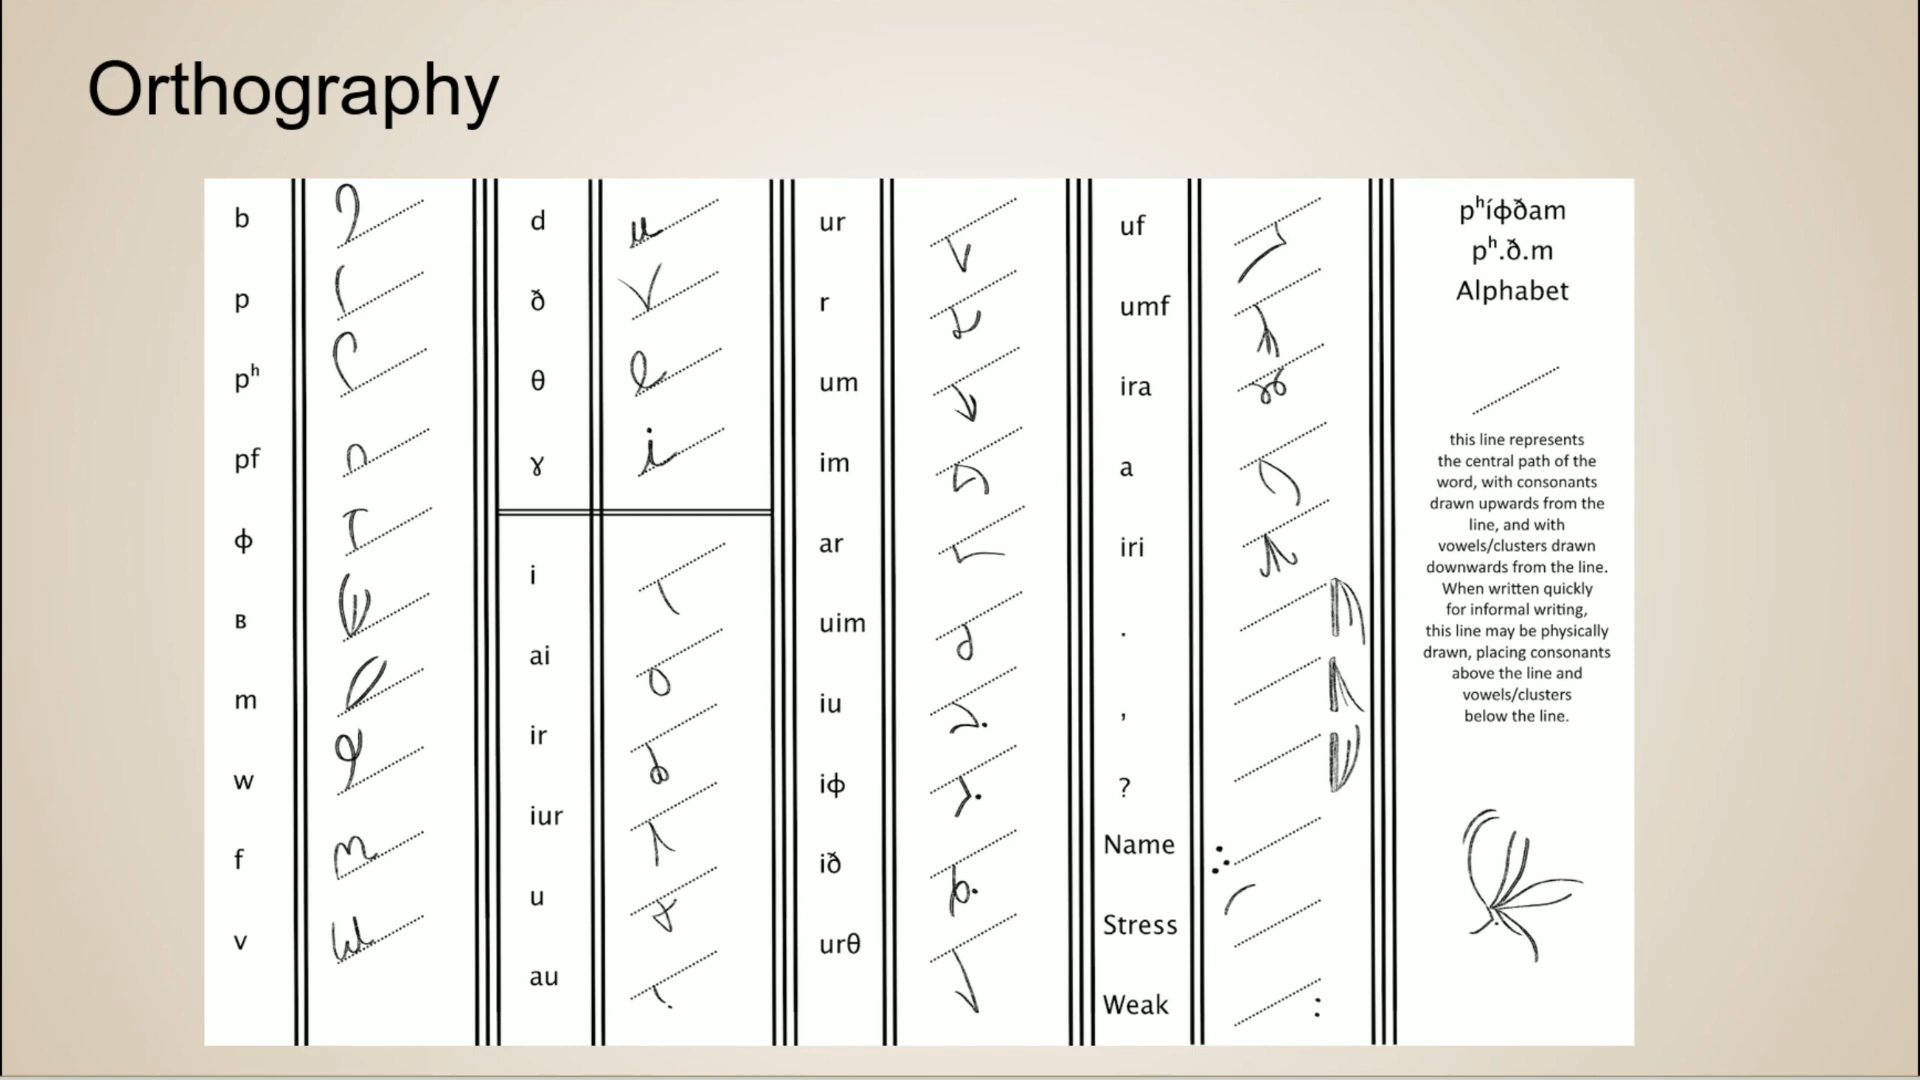 Orthography
b
p
pʰ
pf
ɸ
ʙ
m
w
f
v
d
ð
θ
ɣ
i
ai
ir
iur
u
au
ur
r
um
im
ar
uim
iu
iɸ
ið
urθ
uf
umf
ira
a
iri
.
,
?
Name
Stress
Weak
pʰíɸðam
pʰ.ð.m
Alphabet
this line represents
the central path of the
word, with consonants
drawn upwards from the
line, and with
vowels/clusters drawn
downwards from the line.
When written quickly
for informal writing,
this line may be physically
drawn, placing consonants
above the line and
vowels/clusters
below the line.